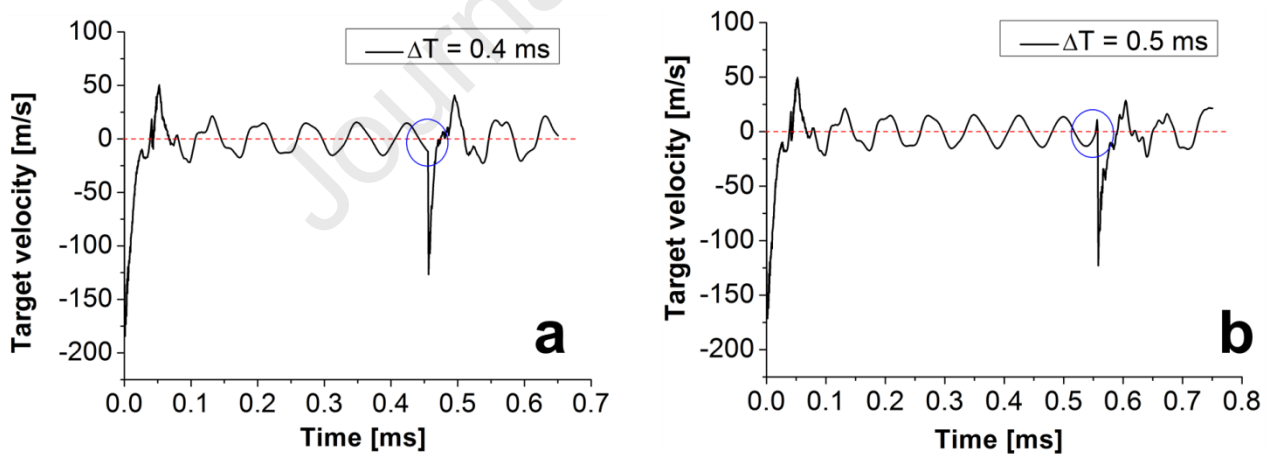 Journ
100
50
0
-50
-100
-150
-200
Target velocity [m/s]
ΔT = 0.4 ms
a
0.0 0.1 0.2 0.3 0.4 0.5 0.6 0.7
Time [ms]
100
50
0
-50
-100
-150
-200
Target velocity [m/s]
ΔT = 0.5 ms
b
0.0 0.1 0.2 0.3 0.4 0.5 0.6 0.7 0.8
Time [ms]